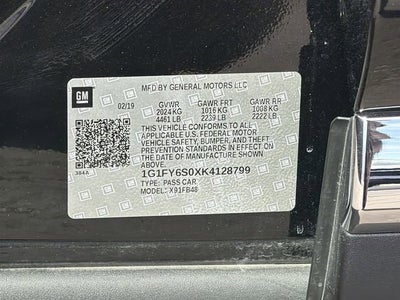 GM
MFD BY GENERAL MOTORS LLC
02/19 GVWR GAWR FRT GAWR RR
2024 KG 1016 KG 1008 KG
4461 LB 2239 LB 2222 LB
THIS VEHICLE CONFORMS TO ALL
APPLICABLE U.S. FEDERAL MOTOR
VEHICLE SAFETY, BUMPER, AND THEFT
PREVENTION STANDARDS IN EFFECT ON THE
DATE OF MANUFACTURE SHOWN ABOVE.
1G1FY6S0XK4128799
384A TYPE: PASS CAR
MODEL: X91FB48